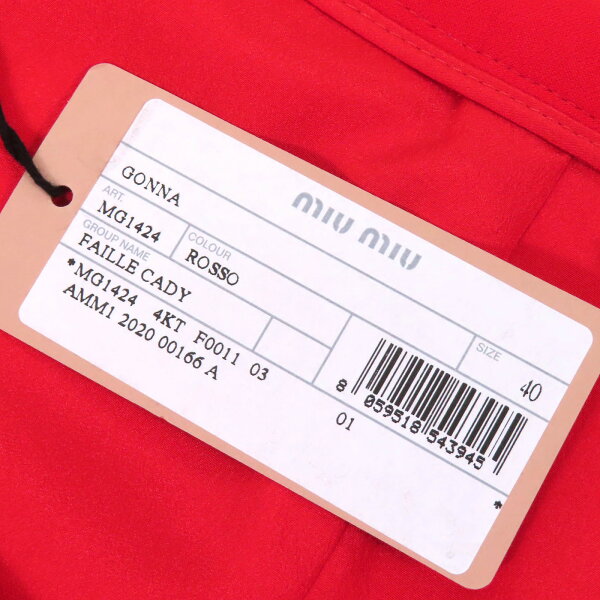 miu miu
GONNA
ART.
MG1424
COLOUR
ROSSO
GROUP NAME
FAILLE CADY
SIZE
40
*MG1424 4KT F0011 03
AMM1 2020 00166 A
8 059518 543945
01
*